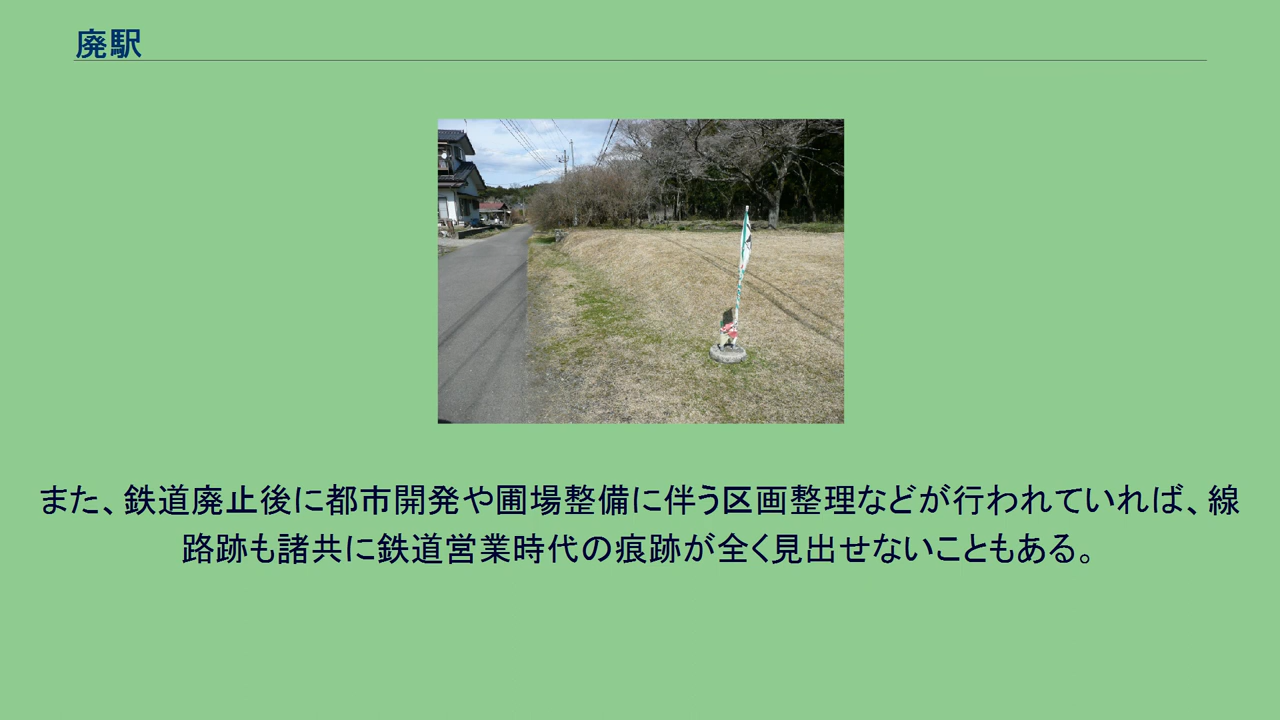 廃駅
また、鉄道廃止後に都市開発や圃場整備に伴う区画整理などが行われていれば、線
路跡も諸共に鉄道営業時代の痕跡が全く見出せないこともある。